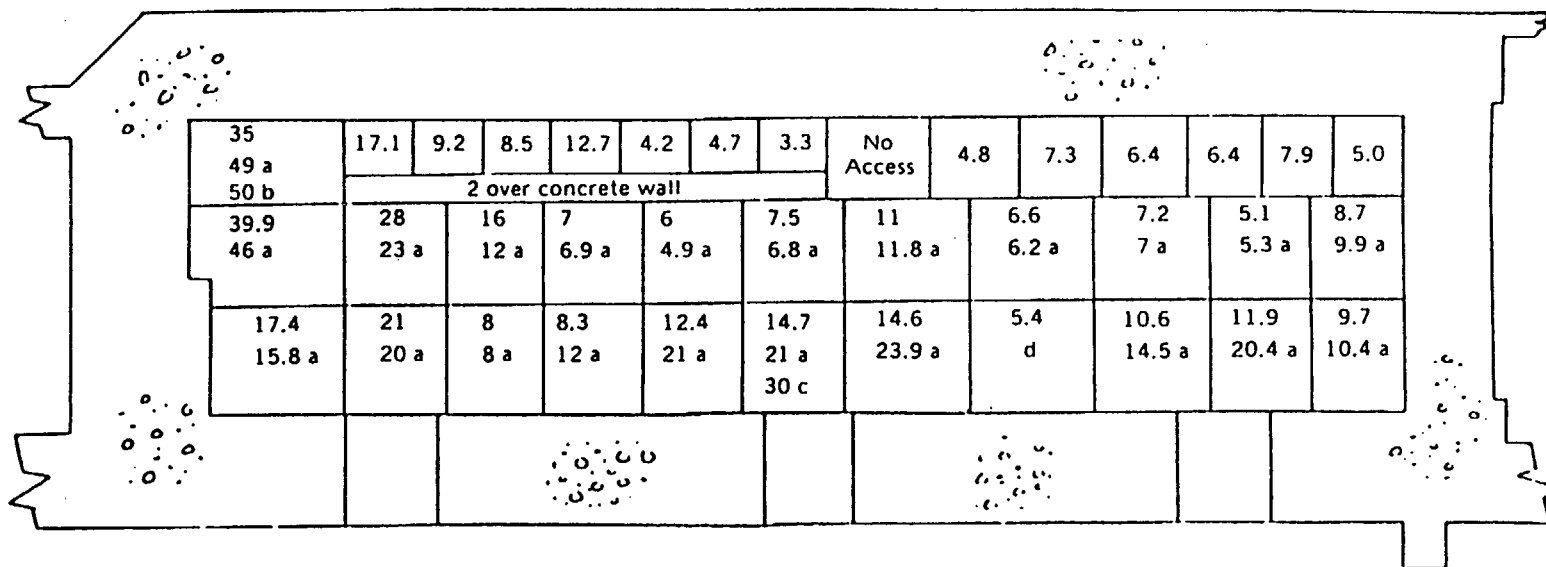 35
49 a
50 b
17.1 9.2 8.5 12.7 4.2 4.7 3.3
No
Access
4.8 7.3 6.4 6.4 7.9 5.0
2 over concrete wall
39.9 28 16 7 6 7.5 11 6.6 7.2 5.1 8.7
46 a 23 a 12 a 6.9 a 4.9 a 6.8 a 11.8 a 6.2 a 7 a 5.3 a 9.9 a
17.4 21 8 8.3 12.4 14.7 14.6 5.4 10.6 11.9 9.7
15.8 a 20 a 8 a 12 a 21 a 21 a 23.9 a d 14.5 a 20.4 a 10.4 a
30 c